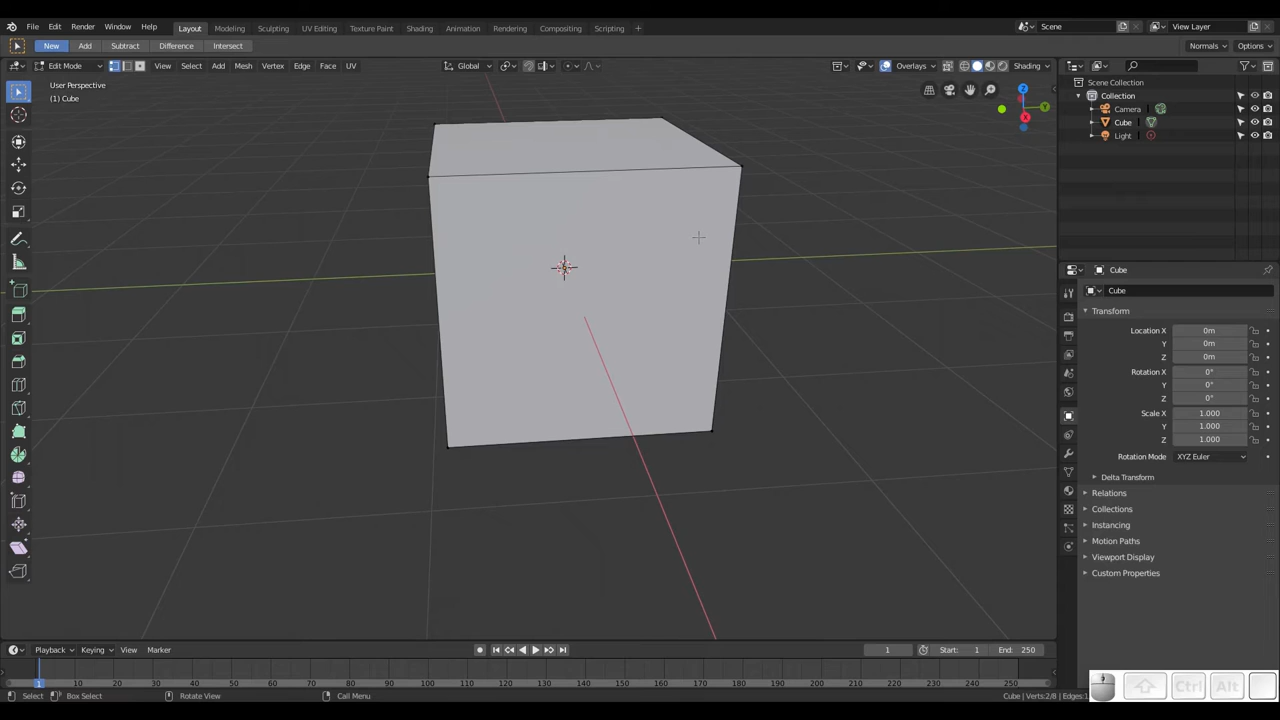 File Edit Render Window Help Layout Modeling Sculpting UV Editing Texture Paint Shading Animation Rendering Compositing Scripting + Scene View Layer
New Add Subtract Difference Intersect Normals Options
Edit Mode View Select Add Mesh Vertex Edge Face UV Global Overlays Shading
User Perspective
(1) Cube
Z
Y
X
Scene Collection
Collection
Camera
Cube
Light
Cube
Cube
Transform
Location X 0m
Y 0m
Z 0m
Rotation X 0°
Y 0°
Z 0°
Scale X 1.000
Y 1.000
Z 1.000
Rotation Mode XYZ Euler
Delta Transform
Relations
Collections
Instancing
Motion Paths
Viewport Display
Custom Properties
Playback Keying View Marker 1 Start: 1 End: 250
1 10 20 30 40 50 60 70 80 90 100 110 120 130 140 150 160 170 180 190 200 210 220 230 240 250
Select Box Select Rotate View Call Menu Cube | Verts:2/8 | Edges:1
Ctrl Alt